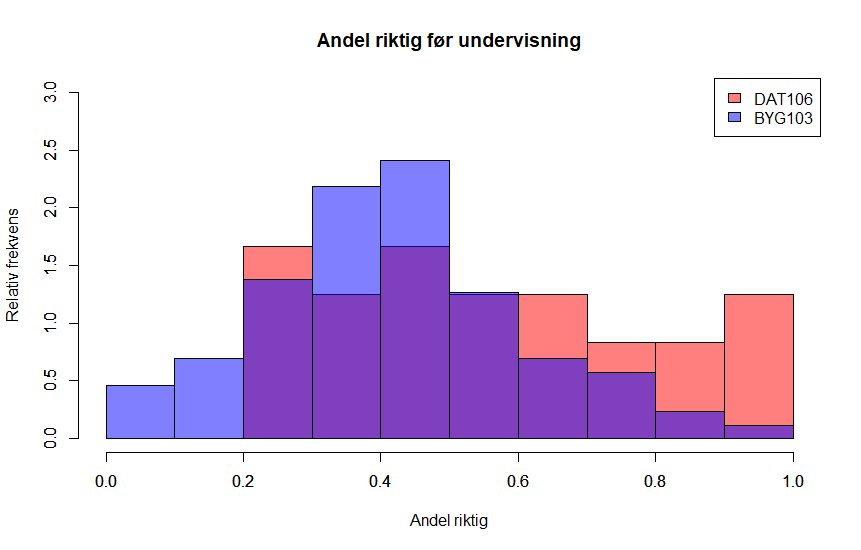 Andel riktig før undervisning
DAT106
BYG103
Relativ frekvens
3.0
2.5
2.0
1.5
1.0
0.5
0.0
0.0 0.2 0.4 0.6 0.8 1.0
Andel riktig